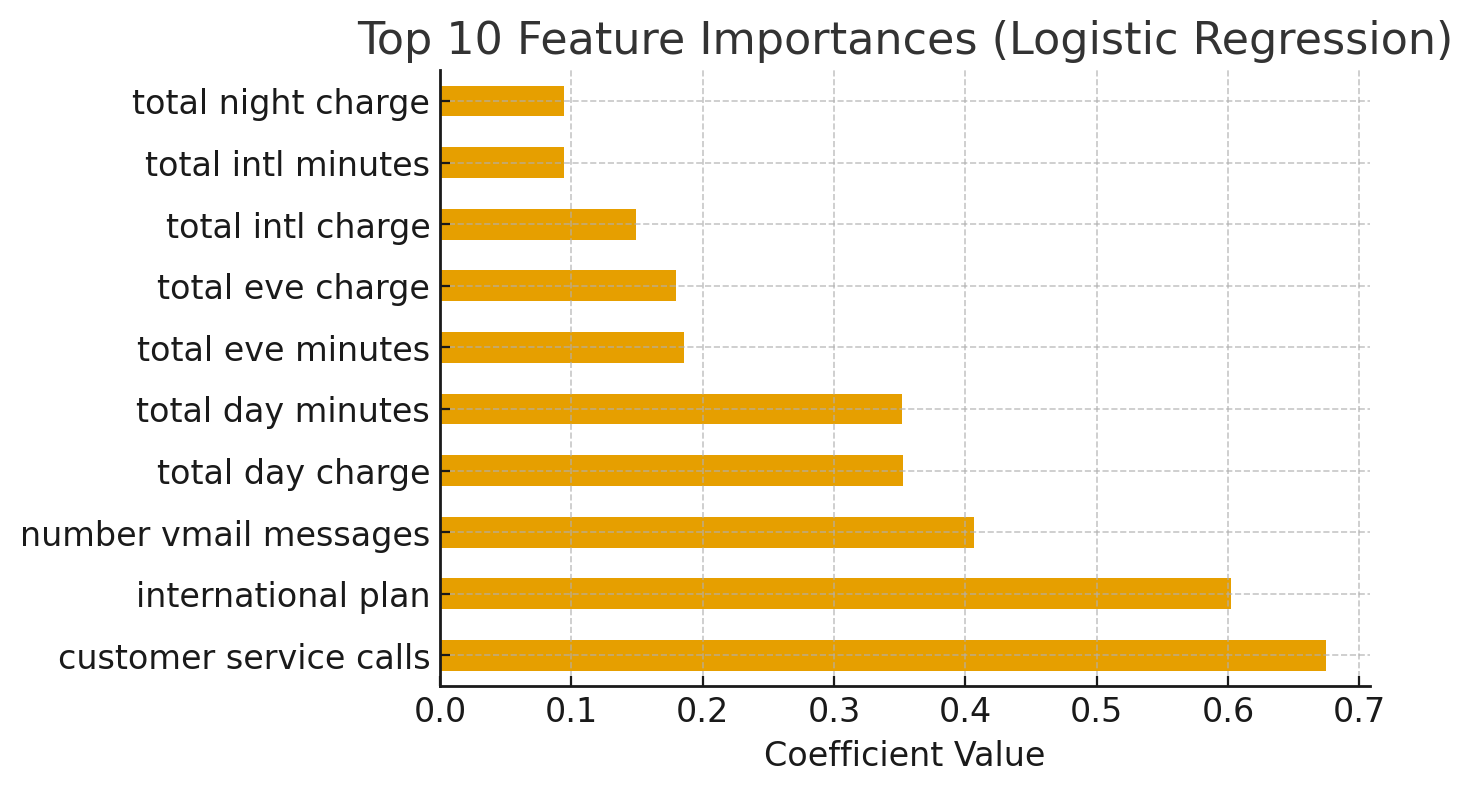 Top 10 Feature Importances (Logistic Regression)
total night charge
total intl minutes
total intl charge
total eve charge
total eve minutes
total day minutes
total day charge
number vmail messages
international plan
customer service calls
0.0 0.1 0.2 0.3 0.4 0.5 0.6 0.7
Coefficient Value